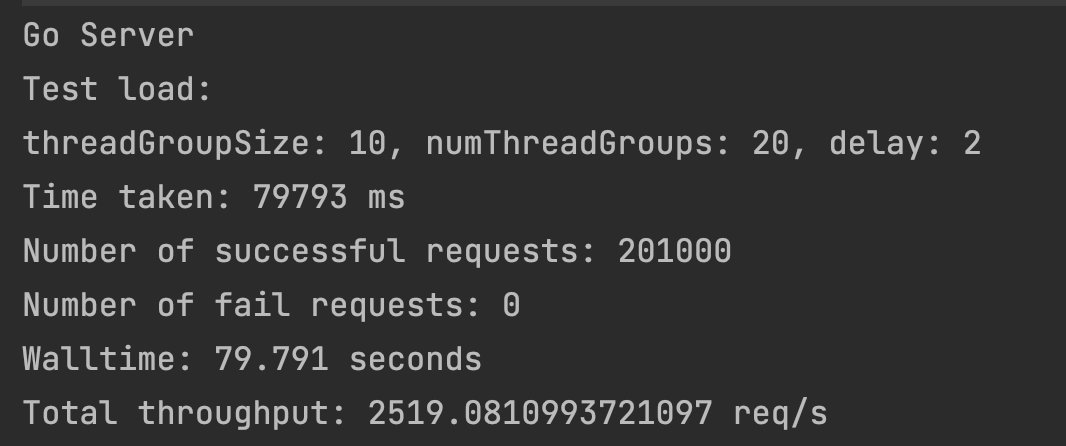 Go Server
Test load:
threadGroupSize: 10, numThreadGroups: 20, delay: 2
Time taken: 79793 ms
Number of successful requests: 201000
Number of fail requests: 0
Walltime: 79.791 seconds
Total throughput: 2519.0810993721097 req/s